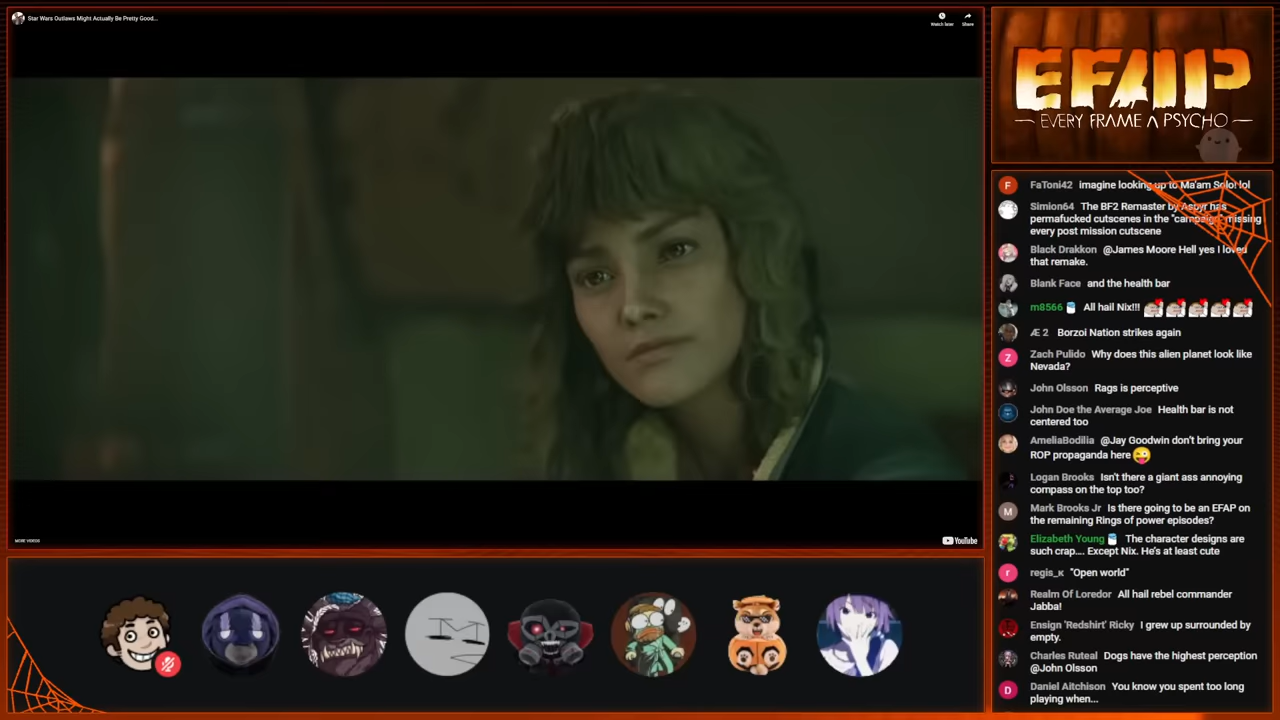 Star Wars Outlaws Might Actually Be Pretty Good...
Watch later
Share
MORE VIDEOS
YouTube
EFAP
EVERY FRAME A PSYCHO
F
FaToni42 imagine looking up to Ma'am Solo! lol
Simion64 The BF2 Remaster by Aspyr has
permafucked cutscenes in the "campaign" missing
every post mission cutscene
Black Drakkon @James Moore Hell yes I loved
that remake.
Blank Face and the health bar
m8566 All hail Nix!!!
Æ 2 Borzoi Nation strikes again
Z
Zach Pulido Why does this alien planet look like
Nevada?
John Olsson Rags is perceptive
John Doe the Average Joe Health bar is not
centered too
AmeliaBodilia @Jay Goodwin don't bring your
ROP propaganda here
Logan Brooks Isn't there a giant ass annoying
compass on the top too?
M
Mark Brooks Jr Is there going to be an EFAP on
the remaining Rings of power episodes?
Elizabeth Young The character designs are
such crap.... Except Nix. He's at least cute
r
regis_k "Open world"
Realm Of Loredor All hail rebel commander
Jabba!
Ensign 'Redshirt' Ricky I grew up surrounded by
empty.
Charles Ruteal Dogs have the highest perception
@John Olsson
D
Daniel Aitchison You know you spent too long
playing when...